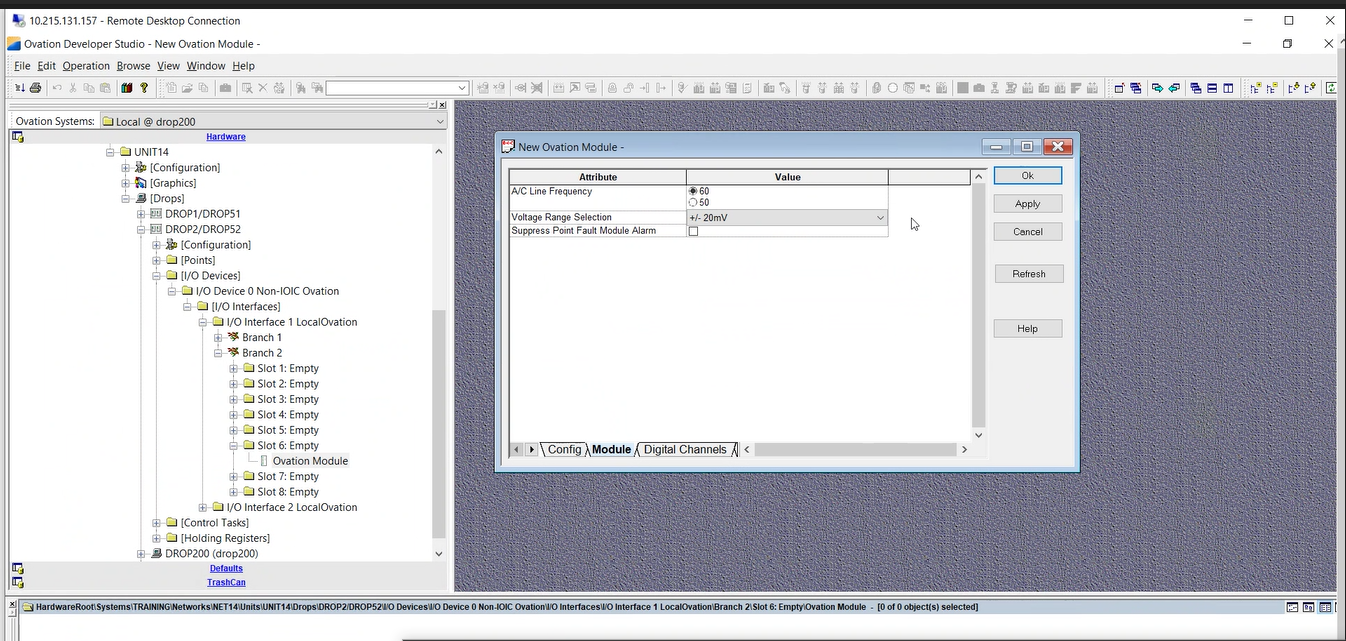 10.215.131.157 - Remote Desktop Connection
Ovation Developer Studio - New Ovation Module -
File Edit Operation Browse View Window Help
Ovation Systems: Local @ drop200
Hardware
UNIT14
[Configuration]
[Graphics]
[Drops]
DROP1/DROP51
DROP2/DROP52
[Configuration]
[Points]
[I/O Devices]
I/O Device 0 Non-IOIC Ovation
[I/O Interfaces]
I/O Interface 1 LocalOvation
Branch 1
Branch 2
Slot 1: Empty
Slot 2: Empty
Slot 3: Empty
Slot 4: Empty
Slot 5: Empty
Slot 6: Empty
Ovation Module
Slot 7: Empty
Slot 8: Empty
I/O Interface 2 LocalOvation
[Control Tasks]
[Holding Registers]
DROP200 (drop200)
Defaults
TrashCan
New Ovation Module -
Attribute Value
A/C Line Frequency 60
50
Voltage Range Selection +/- 20mV
Suppress Point Fault Module Alarm
Config Module Digital Channels
Ok
Apply
Cancel
Refresh
Help
HardwareRoot\Systems\TRAINING\Networks\NET14\Units\UNIT14\Drops\DROP2/DROP52\I/O Devices\I/O Device 0 Non-IOIC Ovation\I/O Interfaces\I/O Interface 1 LocalOvation\Branch 2\Slot 6: Empty\Ovation Module - [0 of 0 object(s) selected]